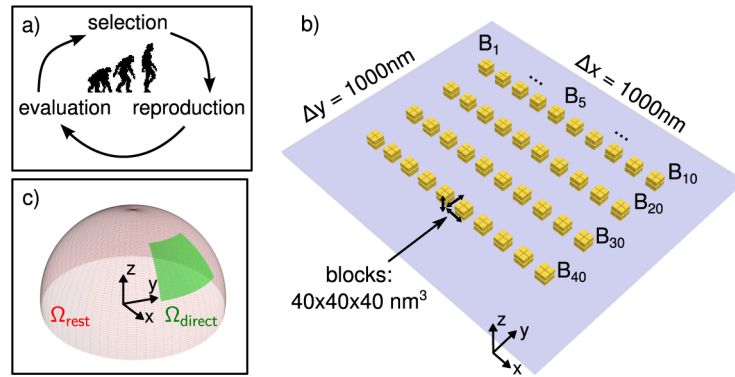 a)
selection
evaluation
reproduction
c)
z
y
x
Ωrest
Ωdirect
b)
Δy = 1000nm
Δx = 1000nm
B1
...
B5
...
B10
B20
B30
B40
blocks:
40x40x40 nm³
z
y
x